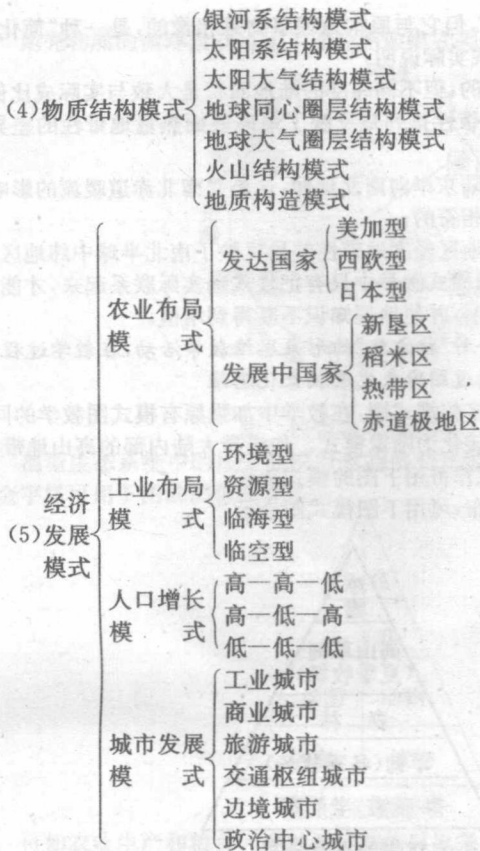 (4)物质结构模式
银河系结构模式
太阳系结构模式
太阳大气结构模式
地球同心圈层结构模式
地球大气圈层结构模式
火山结构模式
地质构造模式
(5)经济发展模式
农业布局模式
发达国家
美加型
西欧型
日本型
发展中国家
新垦区
稻米区
热带区
赤道极地区
工业布局模式
环境型
资源型
临海型
临空型
人口增长模式
高—高—低
高—低—高
低—低—低
城市发展模式
工业城市
商业城市
旅游城市
交通枢纽城市
边境城市
政治中心城市